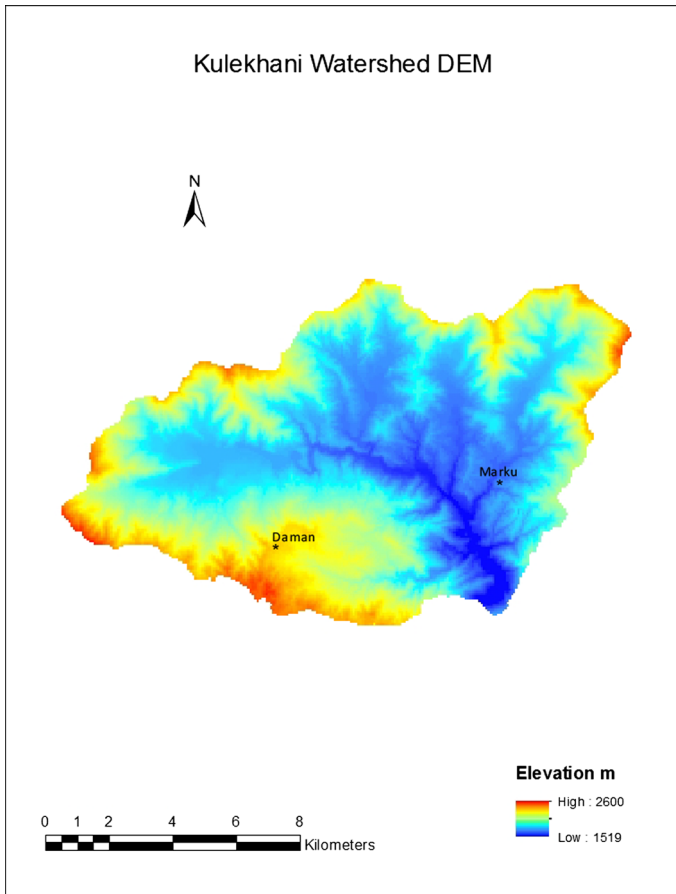 Kulekhani Watershed DEM
N
Marku
Daman
Elevation m
High : 2600
Low : 1519
0 1 2 4 6 8
Kilometers